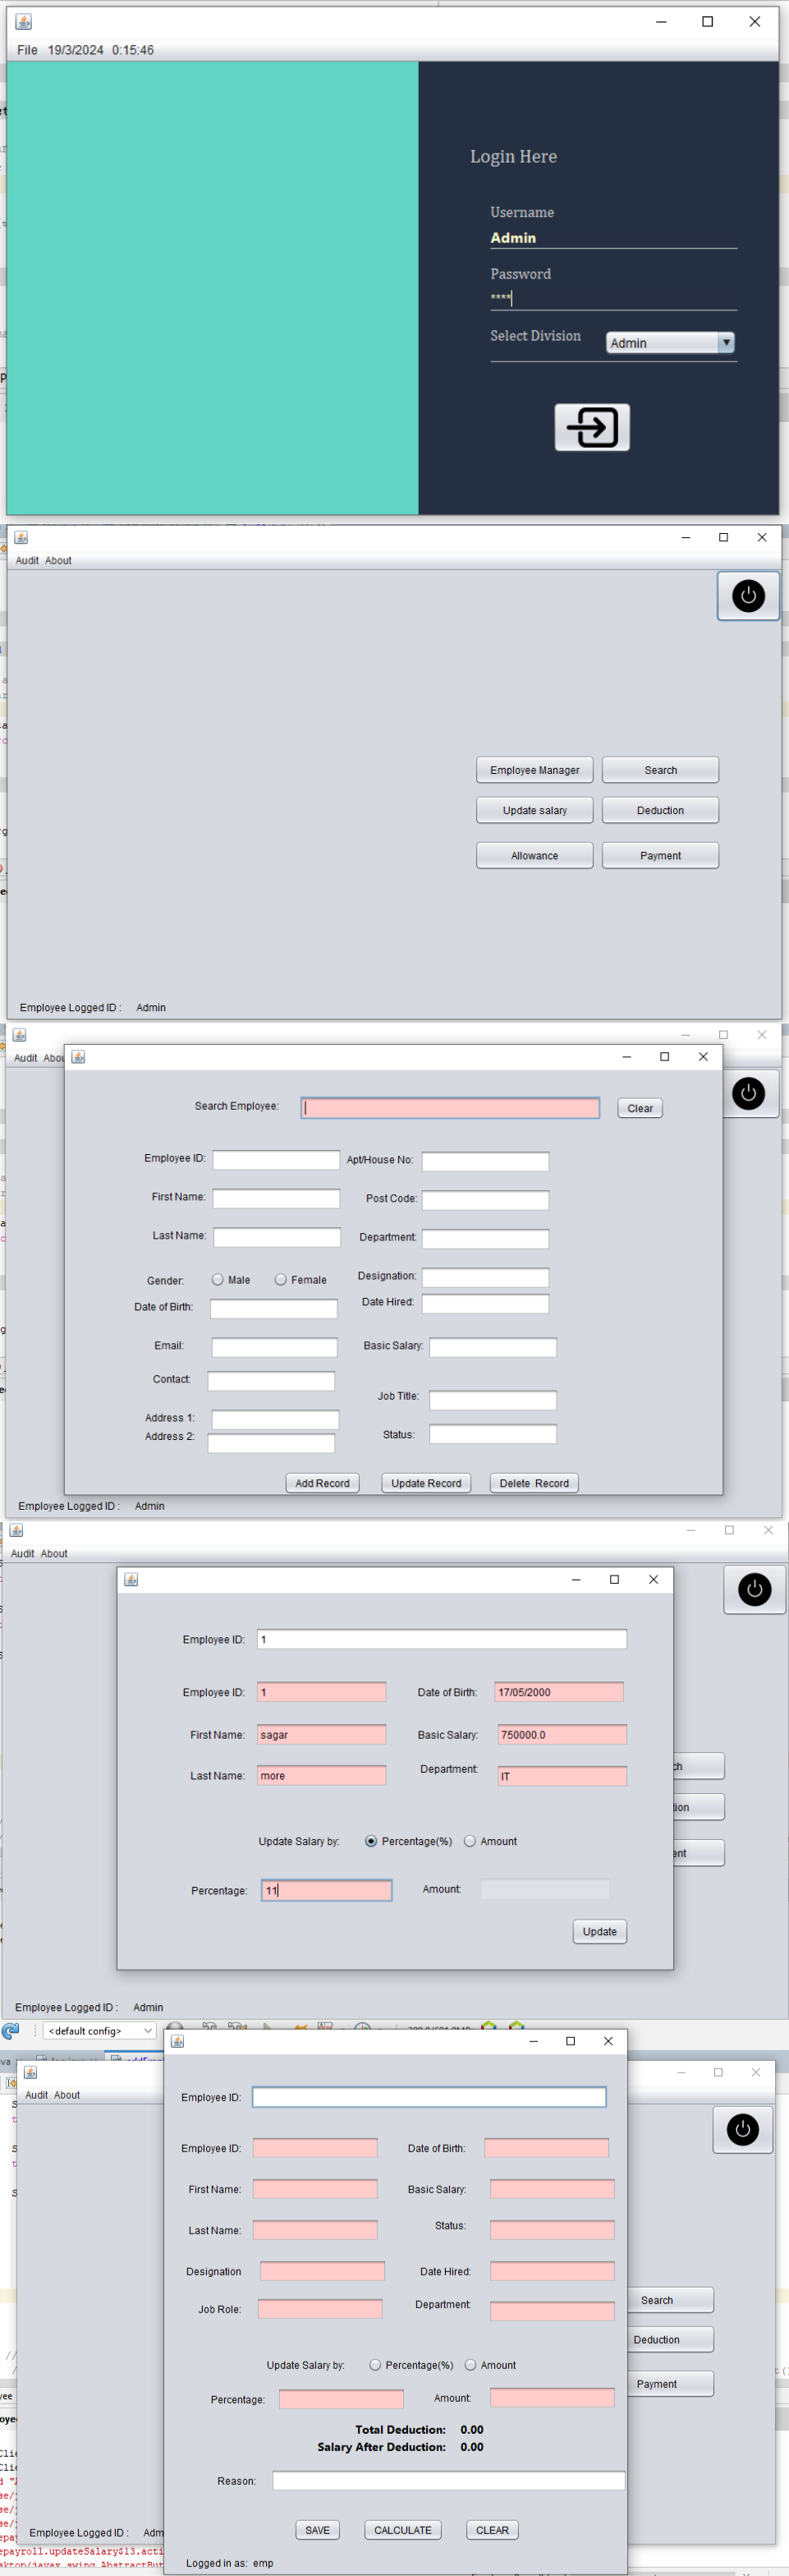 File 19/3/2024 0:15:46
Login Here
Username
Admin
Password
****
Select Division Admin
Audit About
Employee Manager Search
Update salary Deduction
Allowance Payment
Employee Logged ID : Admin
Audit
Search Employee: Clear
Employee ID: Apt/House No:
First Name: Post Code:
Last Name: Department:
Gender: Male Female Designation:
Date of Birth: Date Hired:
Email: Basic Salary:
Contact: Job Title:
Address 1:
Address 2: Status:
Add Record Update Record Delete Record
Employee Logged ID : Admin
Audit About
Employee ID: 1
Employee ID: 1 Date of Birth: 17/05/2000
First Name: sagar Basic Salary: 750000.0
Last Name: more Department: IT
Update Salary by: Percentage(%) Amount
Percentage: 11 Amount:
Update
Employee Logged ID : Admin
<default config>
Audit About
Employee ID:
Employee ID: Date of Birth:
First Name: Basic Salary:
Last Name: Status:
Designation Date Hired:
Job Role: Department:
Search
Deduction
Payment
Update Salary by: Percentage(%) Amount
Percentage: Amount:
Total Deduction: 0.00
Salary After Deduction: 0.00
Reason:
SAVE CALCULATE CLEAR
Employee Logged ID :
Logged in as: emp
epayroll.updateSalary$13.acti